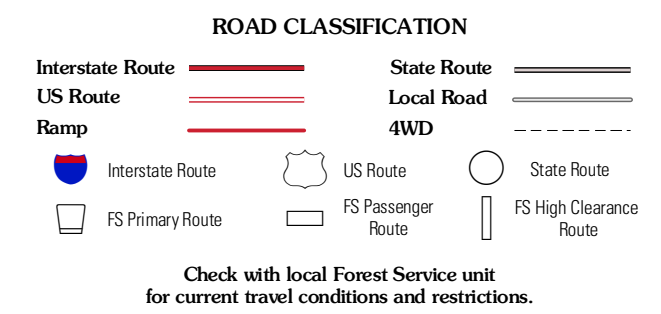 ROAD CLASSIFICATION
Interstate Route
State Route
US Route
Local Road
Ramp
4WD
Interstate Route
US Route
State Route
FS Primary Route
FS Passenger
Route
FS High Clearance
Route
Check with local Forest Service unit
for current travel conditions and restrictions.